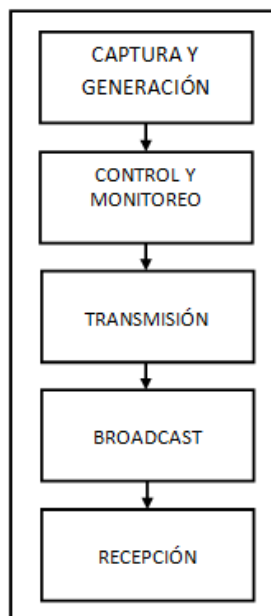 CAPTURA Y
GENERACIÓN
CONTROL Y
MONITOREO
TRANSMISIÓN
BROADCAST
RECEPCIÓN